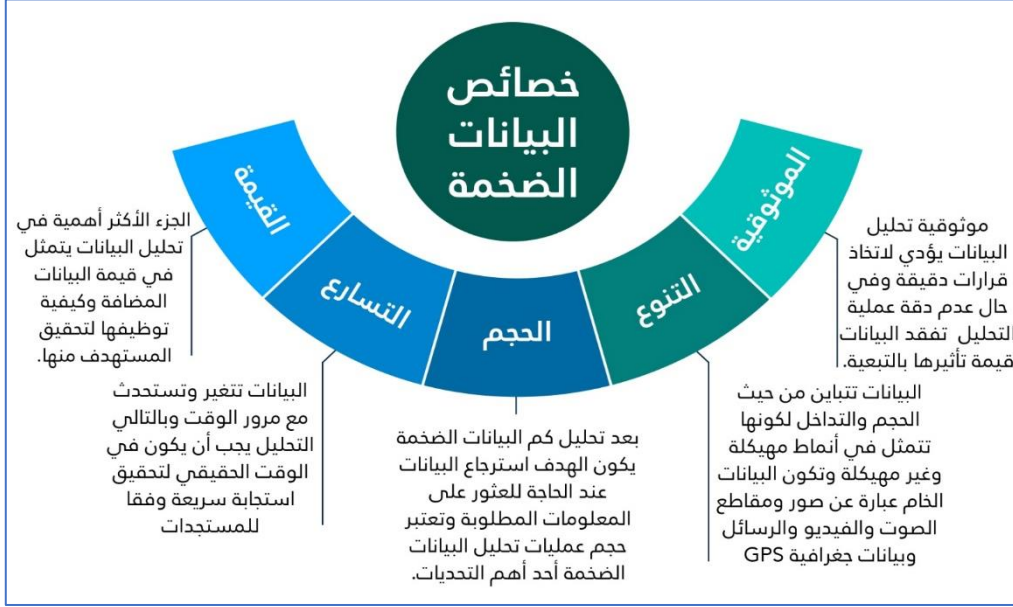 خصائص
البيانات
الضخمة
الموثوقية
موثوقية تحليل
البيانات يؤدي لاتخاذ
قرارات دقيقة وفي
حال عدم دقة عملية
التحليل تفقد البيانات
قيمة تأثيرها بالتبعية.
التنوع
البيانات تتباين من حيث
الحجم والتداخل لكونها
تتمثل في أنماط مهيكلة
وغير مهيكلة وتكون البيانات
الخام عبارة عن صور ومقاطع
الصوت والفيديو والرسائل
وبيانات جغرافية GPS
الحجم
بعد تحليل كم البيانات الضخمة
يكون الهدف استرجاع البيانات
عند الحاجة للعثور على
المعلومات المطلوبة وتعتبر
حجم عمليات تحليل البيانات
الضخمة أحد أهم التحديات.
التسارع
البيانات تتغير وتستحدث
مع مرور الوقت وبالتالي
التحليل يجب أن يكون في
الوقت الحقيقي لتحقيق
استجابة سريعة وفقا
للمستجدات
القيمة
الجزء الأكثر أهمية في
تحليل البيانات يتمثل
في قيمة البيانات
المضافة وكيفية
توظيفها لتحقيق
المستهدف منها.